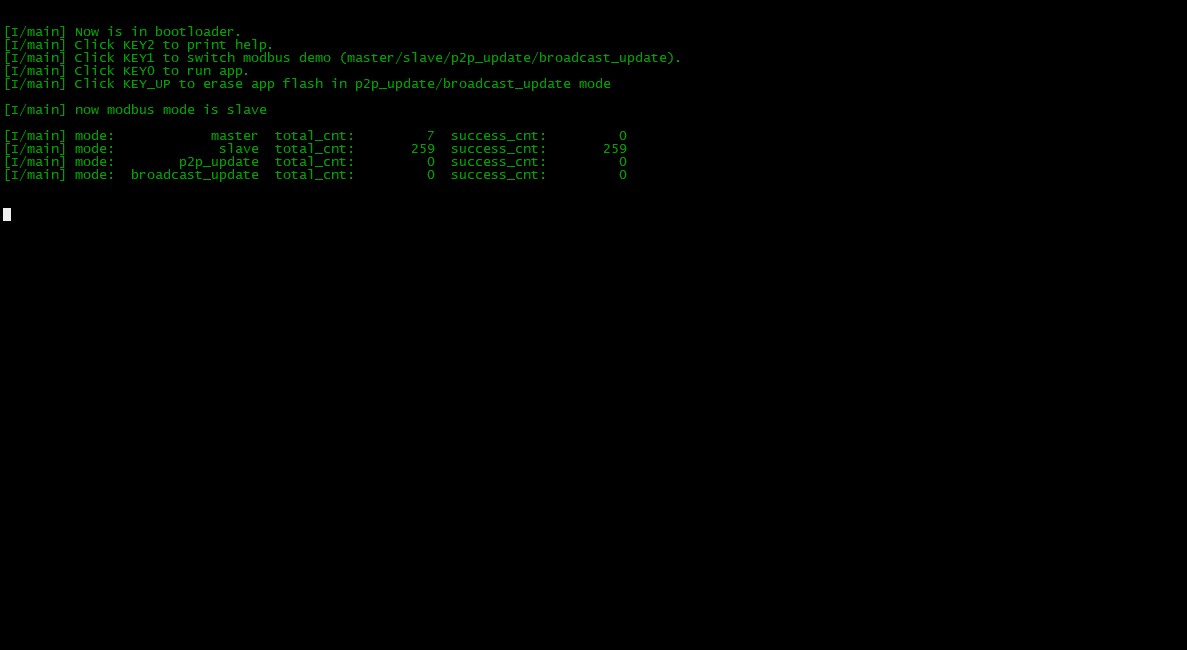 [I/main] Now is in bootloader.
[I/main] Click KEY2 to print help.
[I/main] Click KEY1 to switch modbus demo (master/slave/p2p_update/broadcast_update).
[I/main] Click KEY0 to run app.
[I/main] Click KEY_UP to erase app flash in p2p_update/broadcast_update mode
[I/main] now modbus mode is slave
[I/main] mode:            master  total_cnt:         7  success_cnt:         0
[I/main] mode:             slave  total_cnt:       259  success_cnt:       259
[I/main] mode:        p2p_update  total_cnt:         0  success_cnt:         0
[I/main] mode:  broadcast_update  total_cnt:         0  success_cnt:         0